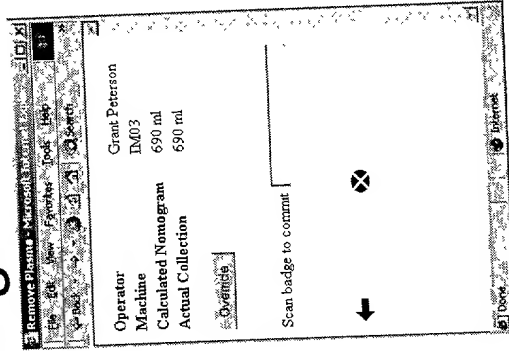 Remove Plasma - Microsoft Internet
File Edit View Favorites Tools Help
Back Search
Operator Grant Peterson
Machine IM03
Calculated Nomogram 690 ml
Actual Collection 690 ml
Override
Scan badge to commit
Done Internet